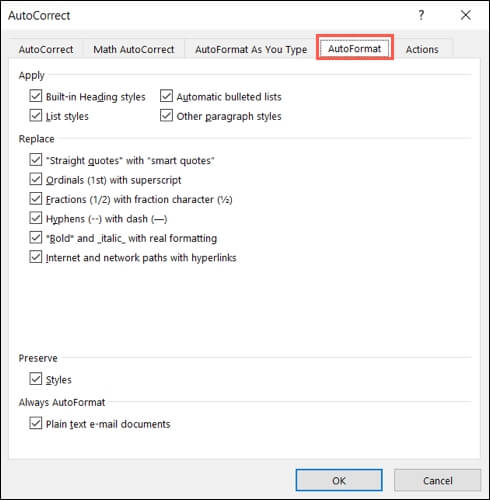 AutoCorrect ? ×
AutoCorrect Math AutoCorrect AutoFormat As You Type AutoFormat Actions
Apply
Built-in Heading styles Automatic bulleted lists
List styles Other paragraph styles
Replace
"Straight quotes" with “smart quotes”
Ordinals (1st) with superscript
Fractions (1/2) with fraction character (½)
Hyphens (--) with dash (—)
*Bold* and _italic_ with real formatting
Internet and network paths with hyperlinks
Preserve
Styles
Always AutoFormat
Plain text e-mail documents
OK Cancel